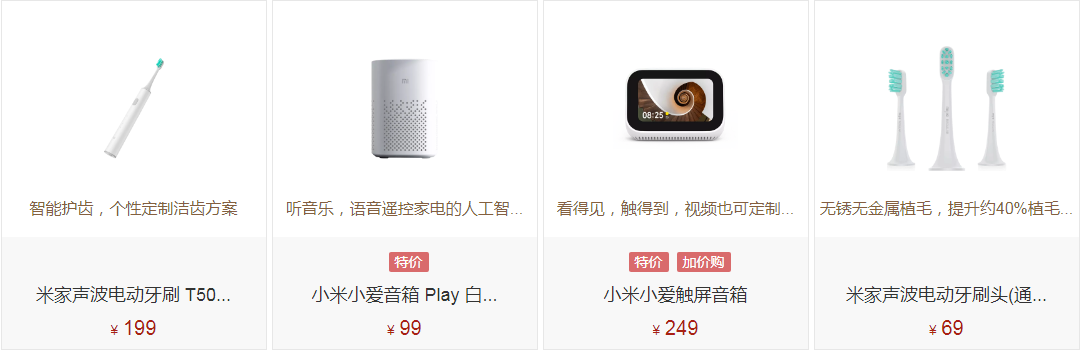 08:25
智能护齿，个性定制洁齿方案
听音乐，语音遥控家电的人工智...
看得见，触得到，视频也可定制...
无锈无金属植毛，提升约40%植毛...
特价
特价 加价购
米家声波电动牙刷 T50...
小米小爱音箱 Play 白...
小米小爱触屏音箱
米家声波电动牙刷头(通...
¥ 199
¥ 99
¥ 249
¥ 69